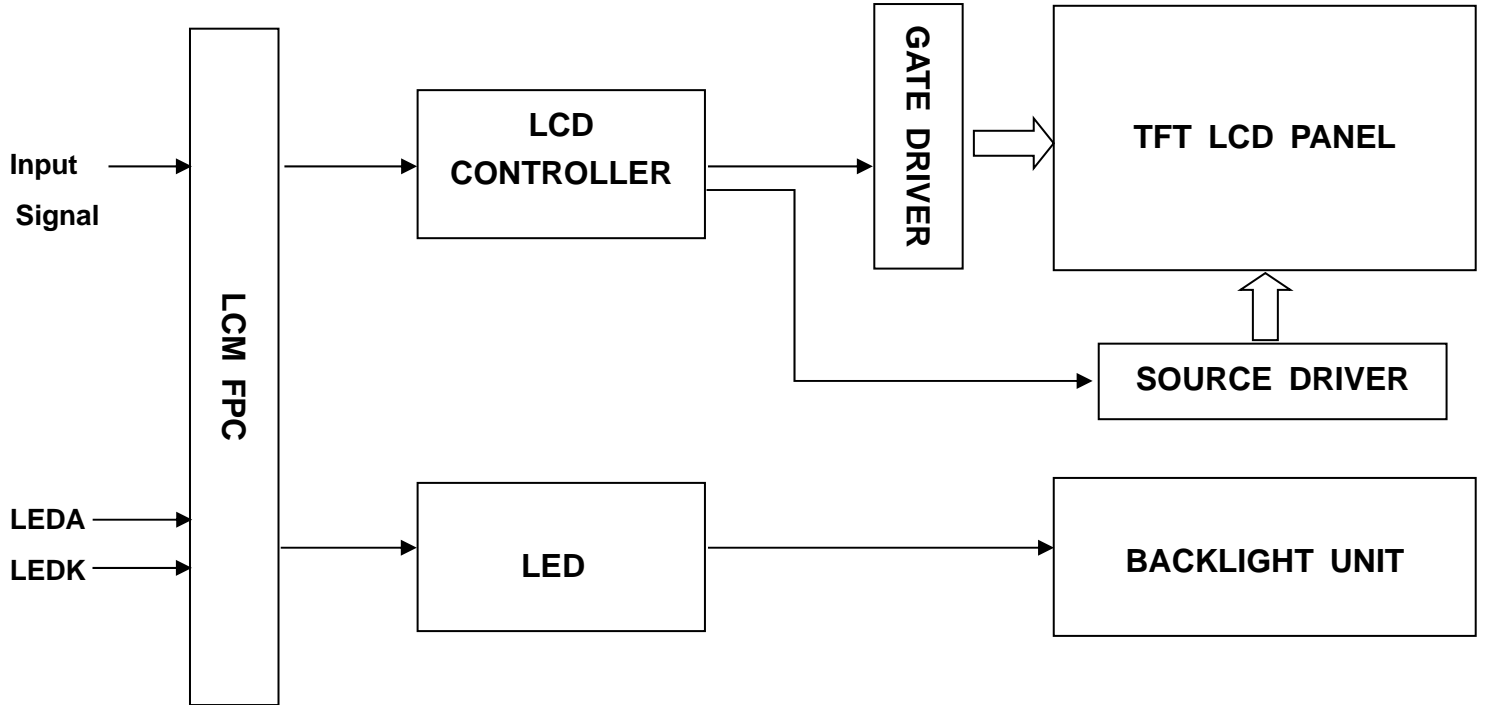 Input
Signal
LEDA
LEDK
LCM FPC
LCD
CONTROLLER
GATE DRIVER
TFT LCD PANEL
SOURCE DRIVER
LED
BACKLIGHT UNIT